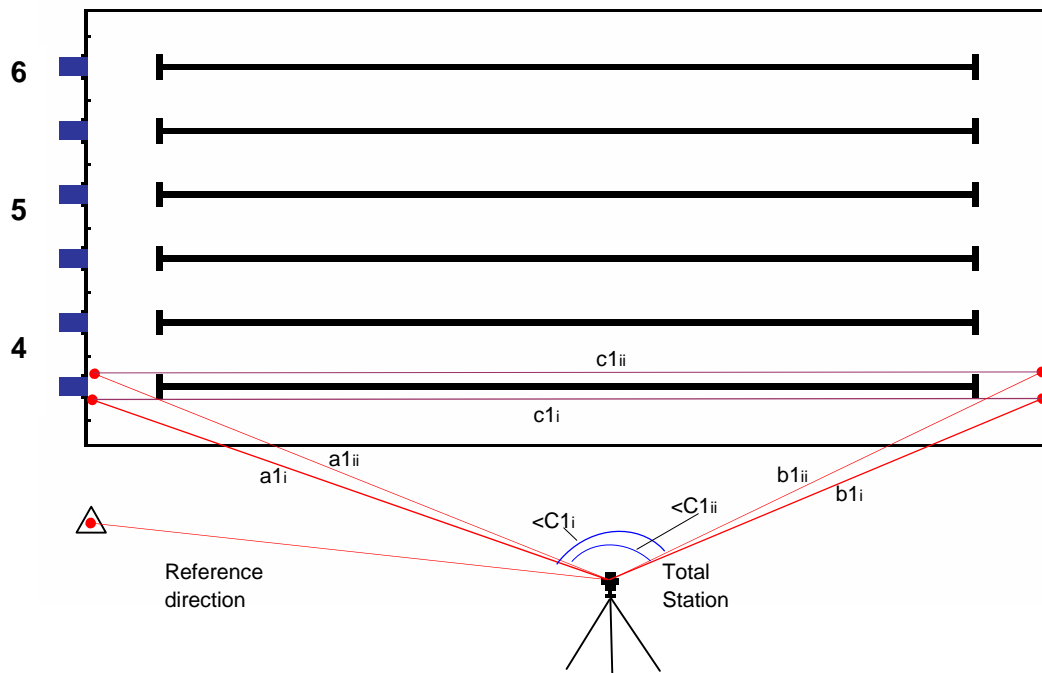 6
5
4
c1ii
c1i
a1ii
a1i
b1ii
b1i
<C1i
<C1ii
Reference
direction
Total
Station